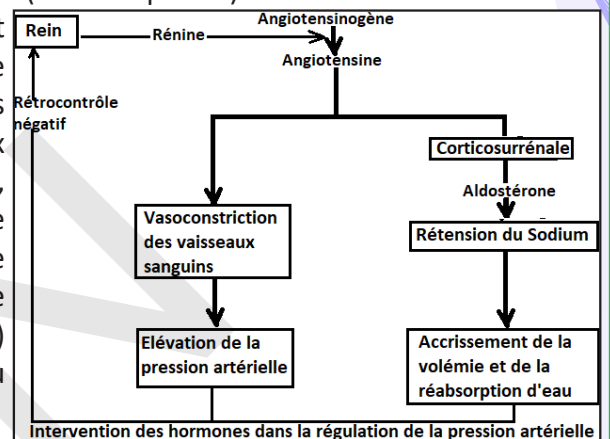 Rein
Angiotensinogène
Rénine
Angiotensine
Rétrocontrôle
négatif
Corticosurrénale
Aldostérone
Vasoconstriction
des vaisseaux
sanguins
Rétension du Sodium
Elévation de la
pression artérielle
Accrissement de la
volémie et de la
réabsorption d'eau
Intervention des hormones dans la régulation de la pression artérielle